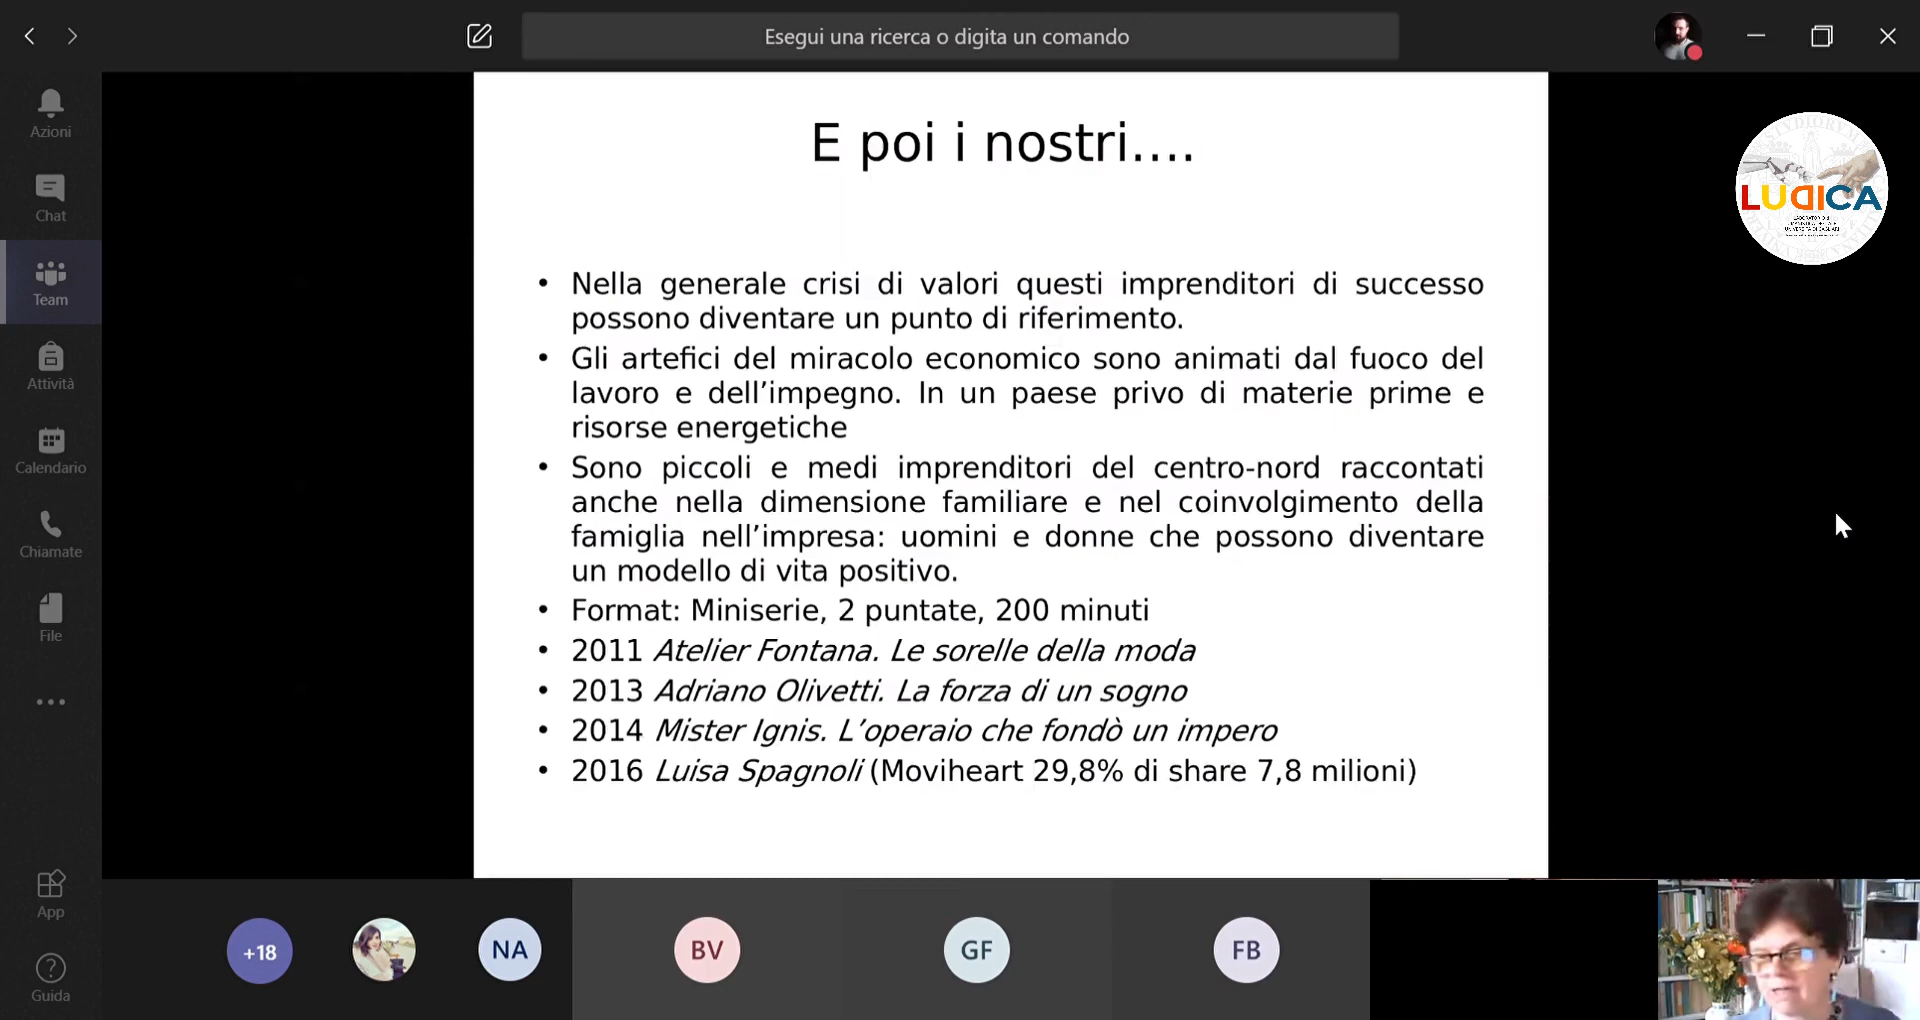 Esegui una ricerca o digita un comando
Azioni
Chat
Team
Attività
Calendario
Chiamate
File
App
Guida
E poi i nostri....
• Nella generale crisi di valori questi imprenditori di successo
possono diventare un punto di riferimento.
• Gli artefici del miracolo economico sono animati dal fuoco del
lavoro e dell’impegno. In un paese privo di materie prime e
risorse energetiche
• Sono piccoli e medi imprenditori del centro-nord raccontati
anche nella dimensione familiare e nel coinvolgimento della
famiglia nell’impresa: uomini e donne che possono diventare
un modello di vita positivo.
• Format: Miniserie, 2 puntate, 200 minuti
• 2011 Atelier Fontana. Le sorelle della moda
• 2013 Adriano Olivetti. La forza di un sogno
• 2014 Mister Ignis. L’operaio che fondò un impero
• 2016 Luisa Spagnoli (Moviheart 29,8% di share 7,8 milioni)
LUDICA
+18
NA
BV
GF
FB